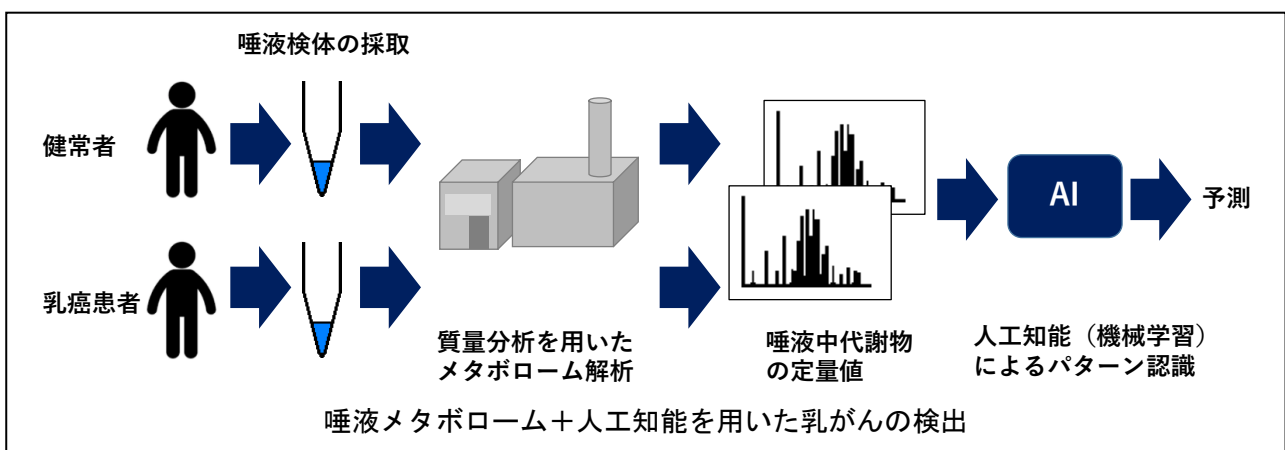 唾液検体の採取
健常者
AI
予測
乳癌患者
質量分析を用いた
メタボローム解析
唾液中代謝物
の定量値
人工知能（機械学習）
によるパターン認識
唾液メタボローム＋人工知能を用いた乳がんの検出